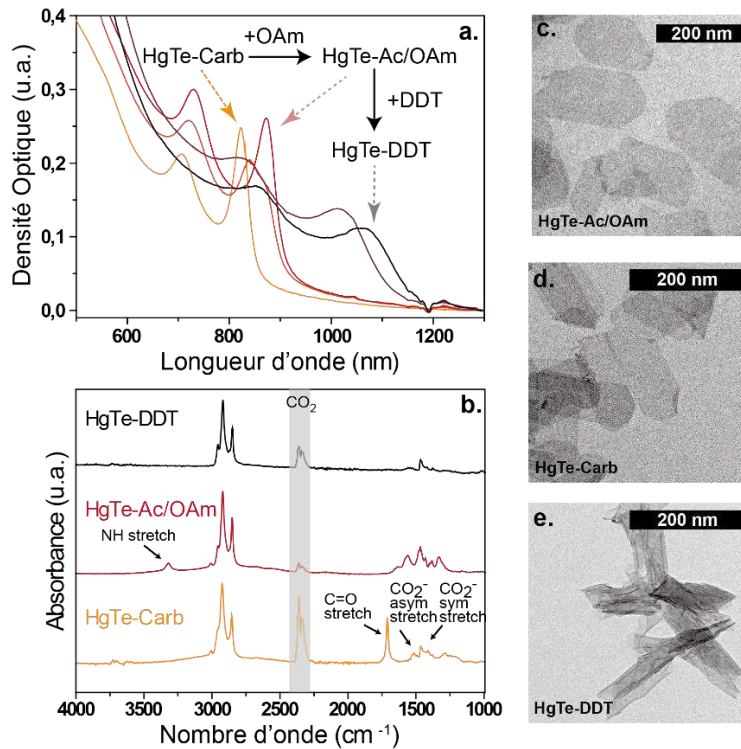 a.
+OAm
HgTe-Carb
HgTe-Ac/OAm
+DDT
HgTe-DDT
Densité Optique (u.a.)
0,4
0,3
0,2
0,1
0,0
600 800 1000 1200
Longueur d'onde (nm)
b.
CO₂
HgTe-DDT
HgTe-Ac/OAm
NH stretch
HgTe-Carb
C=O
stretch
CO₂⁻
asym
stretch
CO₂⁻
sym
stretch
Absorbance (u.a.)
4000 3500 3000 2500 2000 1500 1000
Nombre d'onde (cm ⁻¹)
c.
200 nm
HgTe-Ac/OAm
d.
200 nm
HgTe-Carb
e.
200 nm
HgTe-DDT